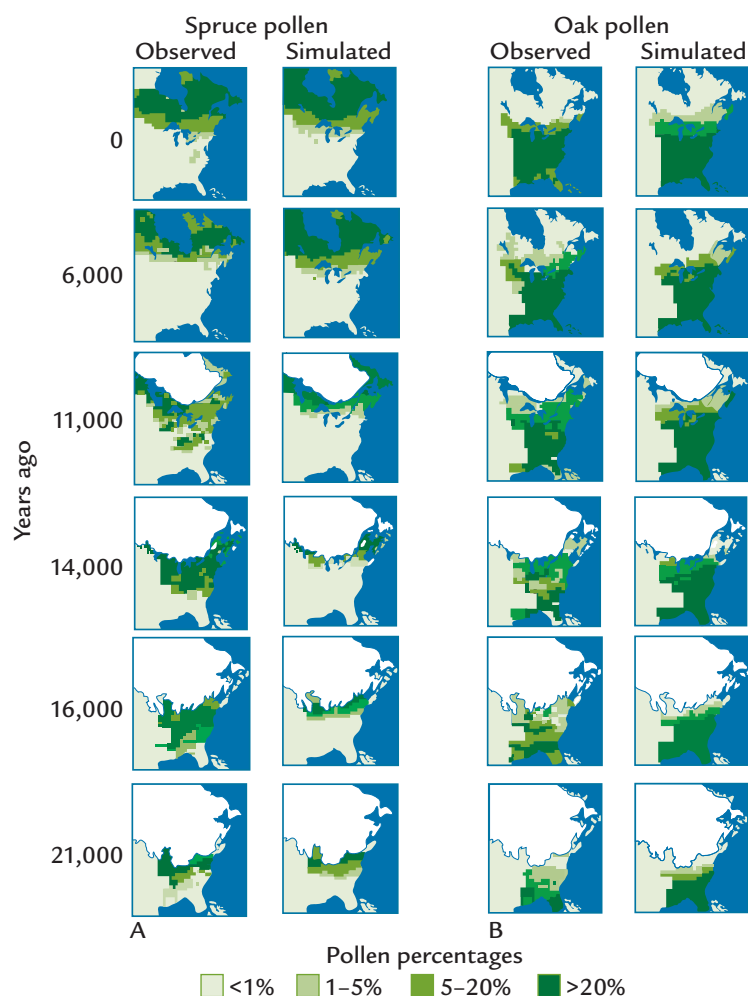 Spruce pollen
Oak pollen
Observed
Simulated
Observed
Simulated
0
6,000
11,000
Years ago
14,000
16,000
21,000
A
B
Pollen percentages
<1%
1–5%
5–20%
>20%